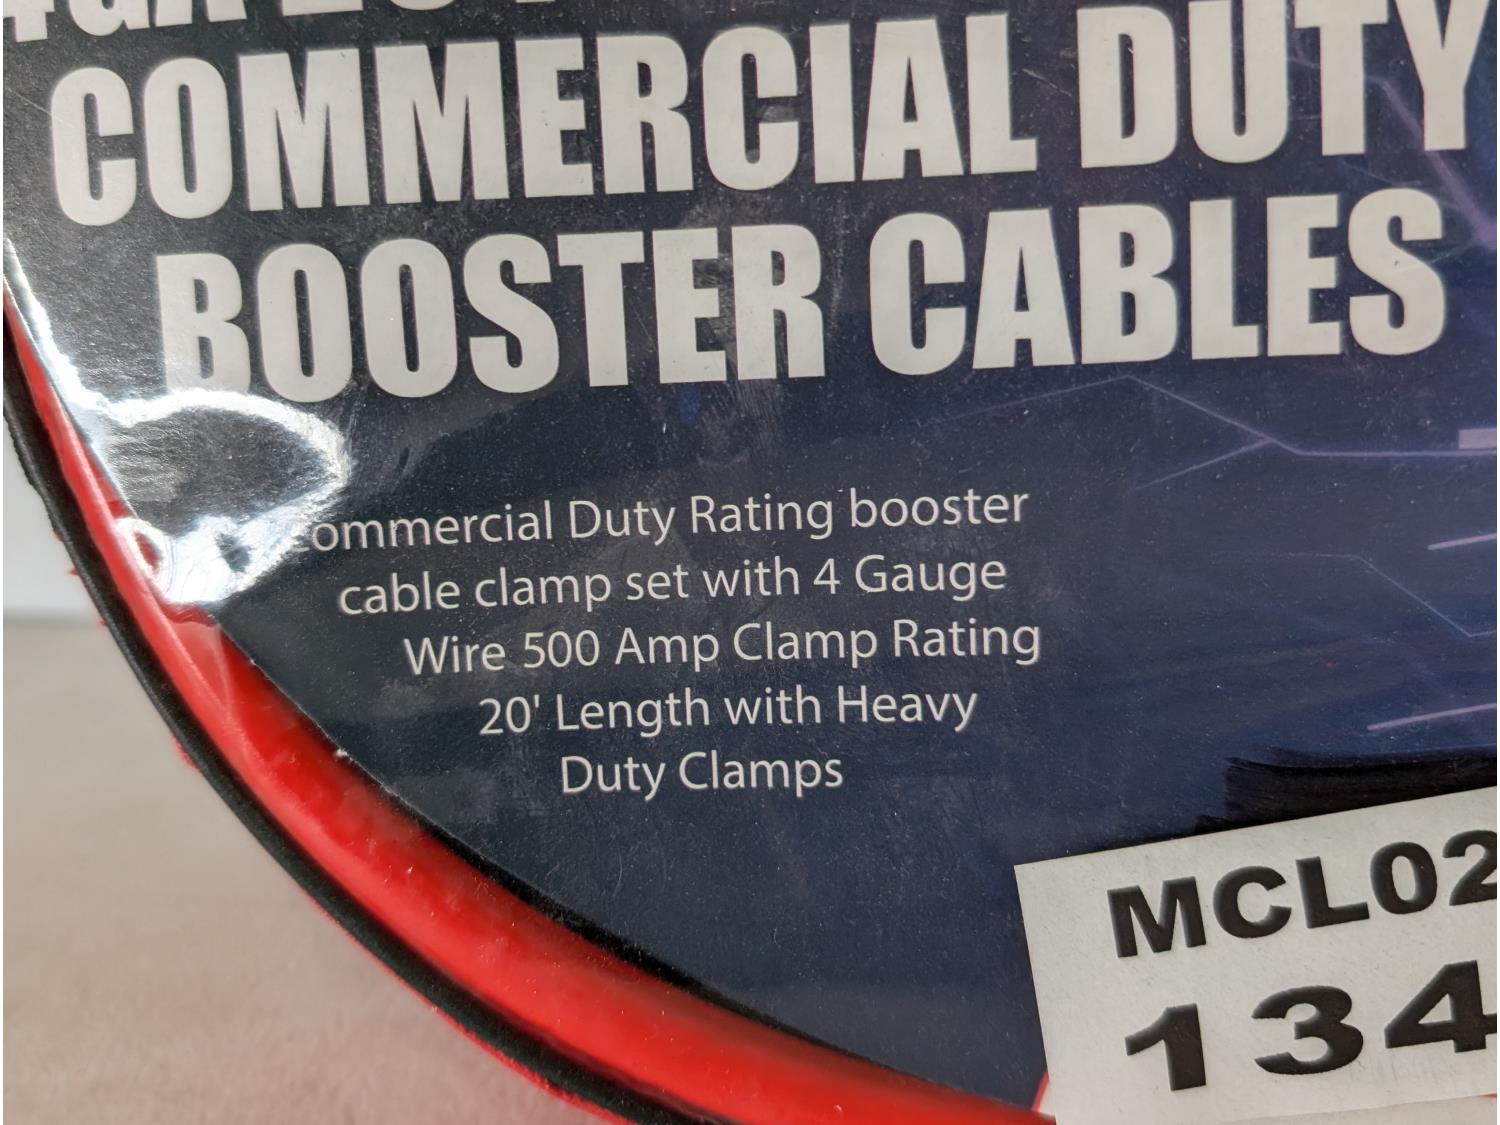 COMMERCIAL DUTY
BOOSTER CABLES
Commercial Duty Rating booster
cable clamp set with 4 Gauge
Wire 500 Amp Clamp Rating
20' Length with Heavy
Duty Clamps
MCL02
134